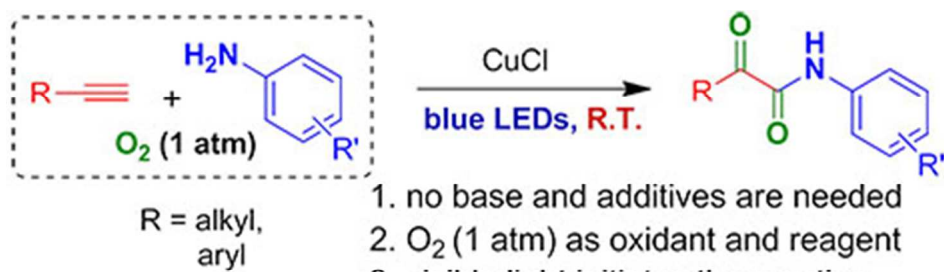 R
+
H₂N
R'
O₂ (1 atm)
CuCl
blue LEDs, R.T.
R
O
O
H
N
R'
R = alkyl,
aryl
1. no base and additives are needed
2. O₂ (1 atm) as oxidant and reagent